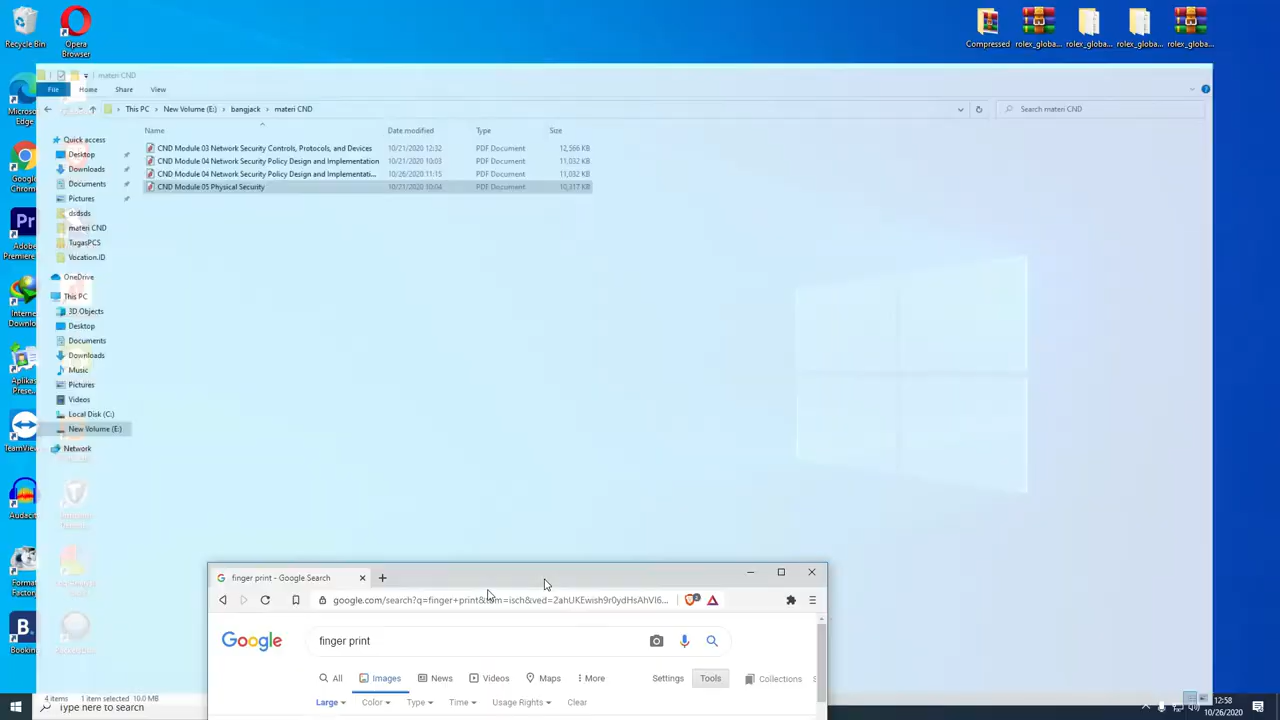 Recycle Bin
Opera
Browser
Compressed
rolex_globa...
rolex_globa...
rolex_globa...
rolex_globa...
materi CND
File
Home
Share
View
This PC
New Volume (E:)
bangjack
materi CND
Search materi CND
Name
Date modified
Type
Size
CND Module 03 Network Security Controls, Protocols, and Devices
10/21/2020 12:32
PDF Document
12,566 KB
CND Module 04 Network Security Policy Design and Implementation
10/21/2020 10:03
PDF Document
11,032 KB
CND Module 04 Network Security Policy Design and Implementati...
10/26/2020 11:15
PDF Document
11,032 KB
CND Module 05 Physical Security
10/21/2020 10:04
PDF Document
10,317 KB
Quick access
Desktop
Downloads
Documents
Pictures
dsdsds
materi CND
TugasPCS
Vocation.ID
OneDrive
This PC
3D Objects
Desktop
Documents
Downloads
Music
Pictures
Videos
Local Disk (C:)
New Volume (E:)
Network
4 items
1 item selected
10.0 MB
finger print - Google Search
google.com/search?q=finger+print&
Google
finger print
All
Images
News
Videos
Maps
More
Settings
Tools
Collections
Large
Color
Type
Time
Usage Rights
Clear
Type here to search
12:58
10/26/2020